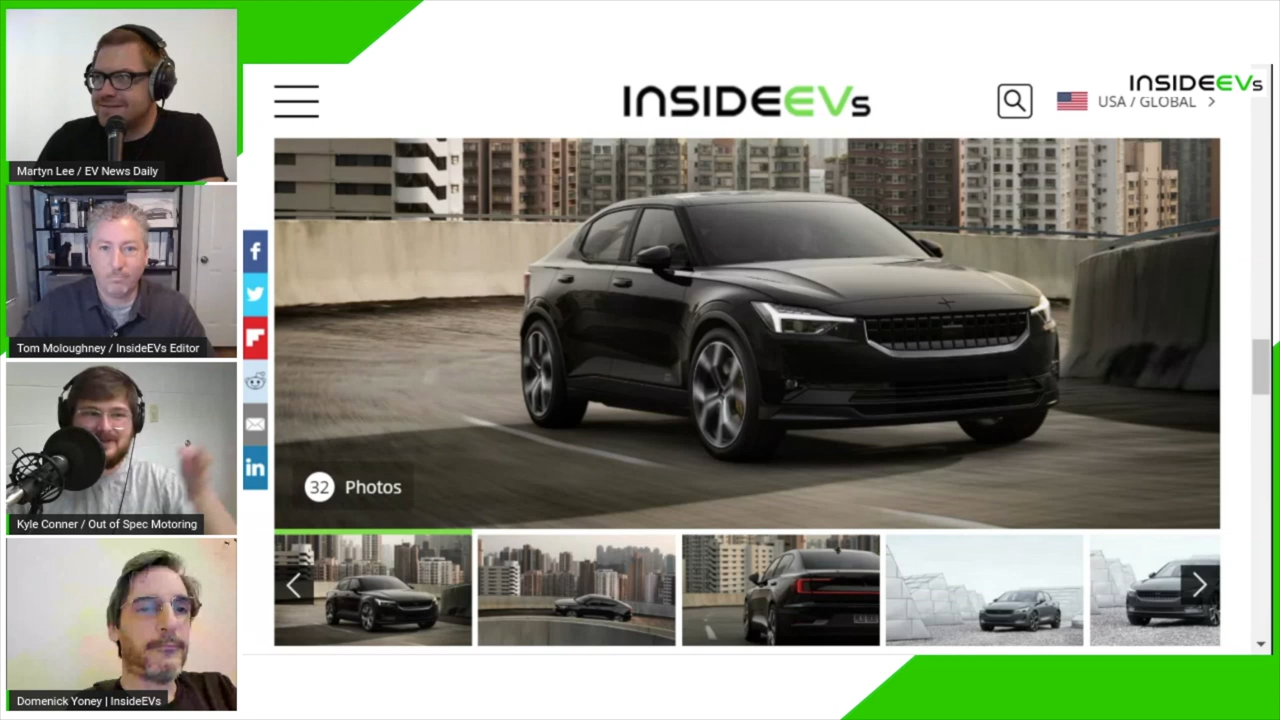 Martyn Lee / EV News Daily
Tom Moloughney / InsideEVs Editor
Kyle Conner / Out of Spec Motoring
Domenick Yoney | InsideEVs
INSIDEEVs
INSIDEEVs
USA / GLOBAL
32 Photos